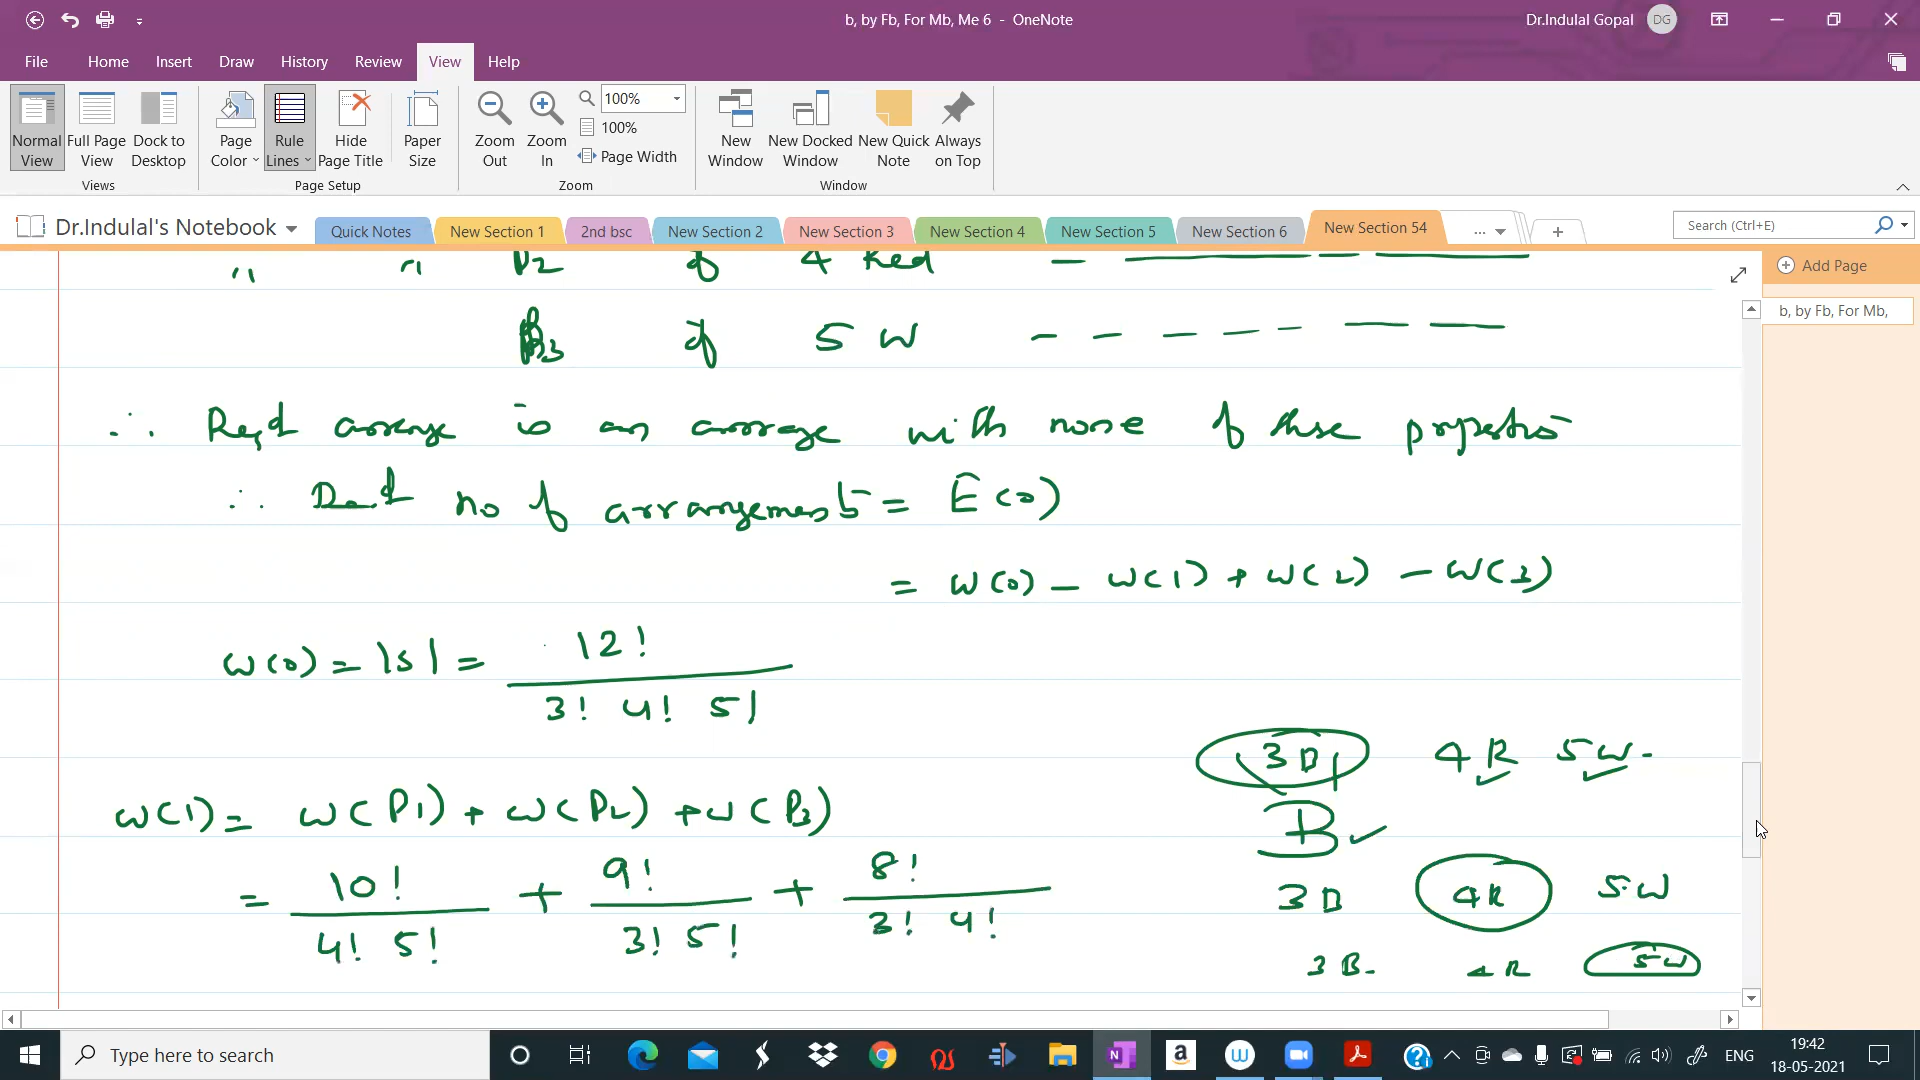 b, by Fb, For Mb, Me 6 - OneNote
Dr.Indulal Gopal DG
File Home Insert Draw History Review View Help
Normal View
Full Page View
Dock to Desktop
Page Color
Rule Lines
Hide Page Title
Paper Size
Zoom Out
Zoom In
100%
100%
Page Width
New Window
New Docked Window
New Quick Note
Always on Top
Views Page Setup Zoom Window
Dr.Indulal's Notebook Quick Notes New Section 1 2nd bsc New Section 2 New Section 3 New Section 4 New Section 5 New Section 6 New Section 54 ... + Search (Ctrl+E)
Add Page
b, by Fb, For Mb,
" " P2 of 4 Red —
P3 of 5 W - - - - - - -
∴ Reqd arrange is an arrage with none of these properties
∴ no of arrangements = E(0)
= W(0) - W(1) + W(2) - W(3)
W(0) = |S| = 12! / 3! 4! 5!
3B 4R 5W
W(1) = W(P1) + W(P2) + W(P3)
B
= 10! / 4! 5! + 9! / 3! 5! + 8! / 3! 4!
3B 4R 5W
3B 4R 5W
Type here to search
ENG
19:42
18-05-2021